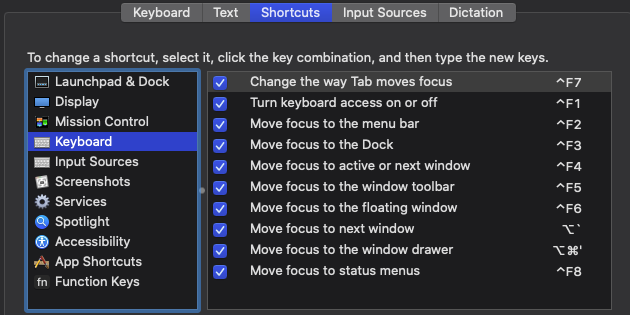 Keyboard Text Shortcuts Input Sources Dictation
To change a shortcut, select it, click the key combination, and then type the new keys.
Launchpad & Dock
Display
Mission Control
Keyboard
Input Sources
Screenshots
Services
Spotlight
Accessibility
App Shortcuts
fn Function Keys
Change the way Tab moves focus ^F7
Turn keyboard access on or off ^F1
Move focus to the menu bar ^F2
Move focus to the Dock ^F3
Move focus to active or next window ^F4
Move focus to the window toolbar ^F5
Move focus to the floating window ^F6
Move focus to next window ⌥`
Move focus to the window drawer ⌥⌘'
Move focus to status menus ^F8